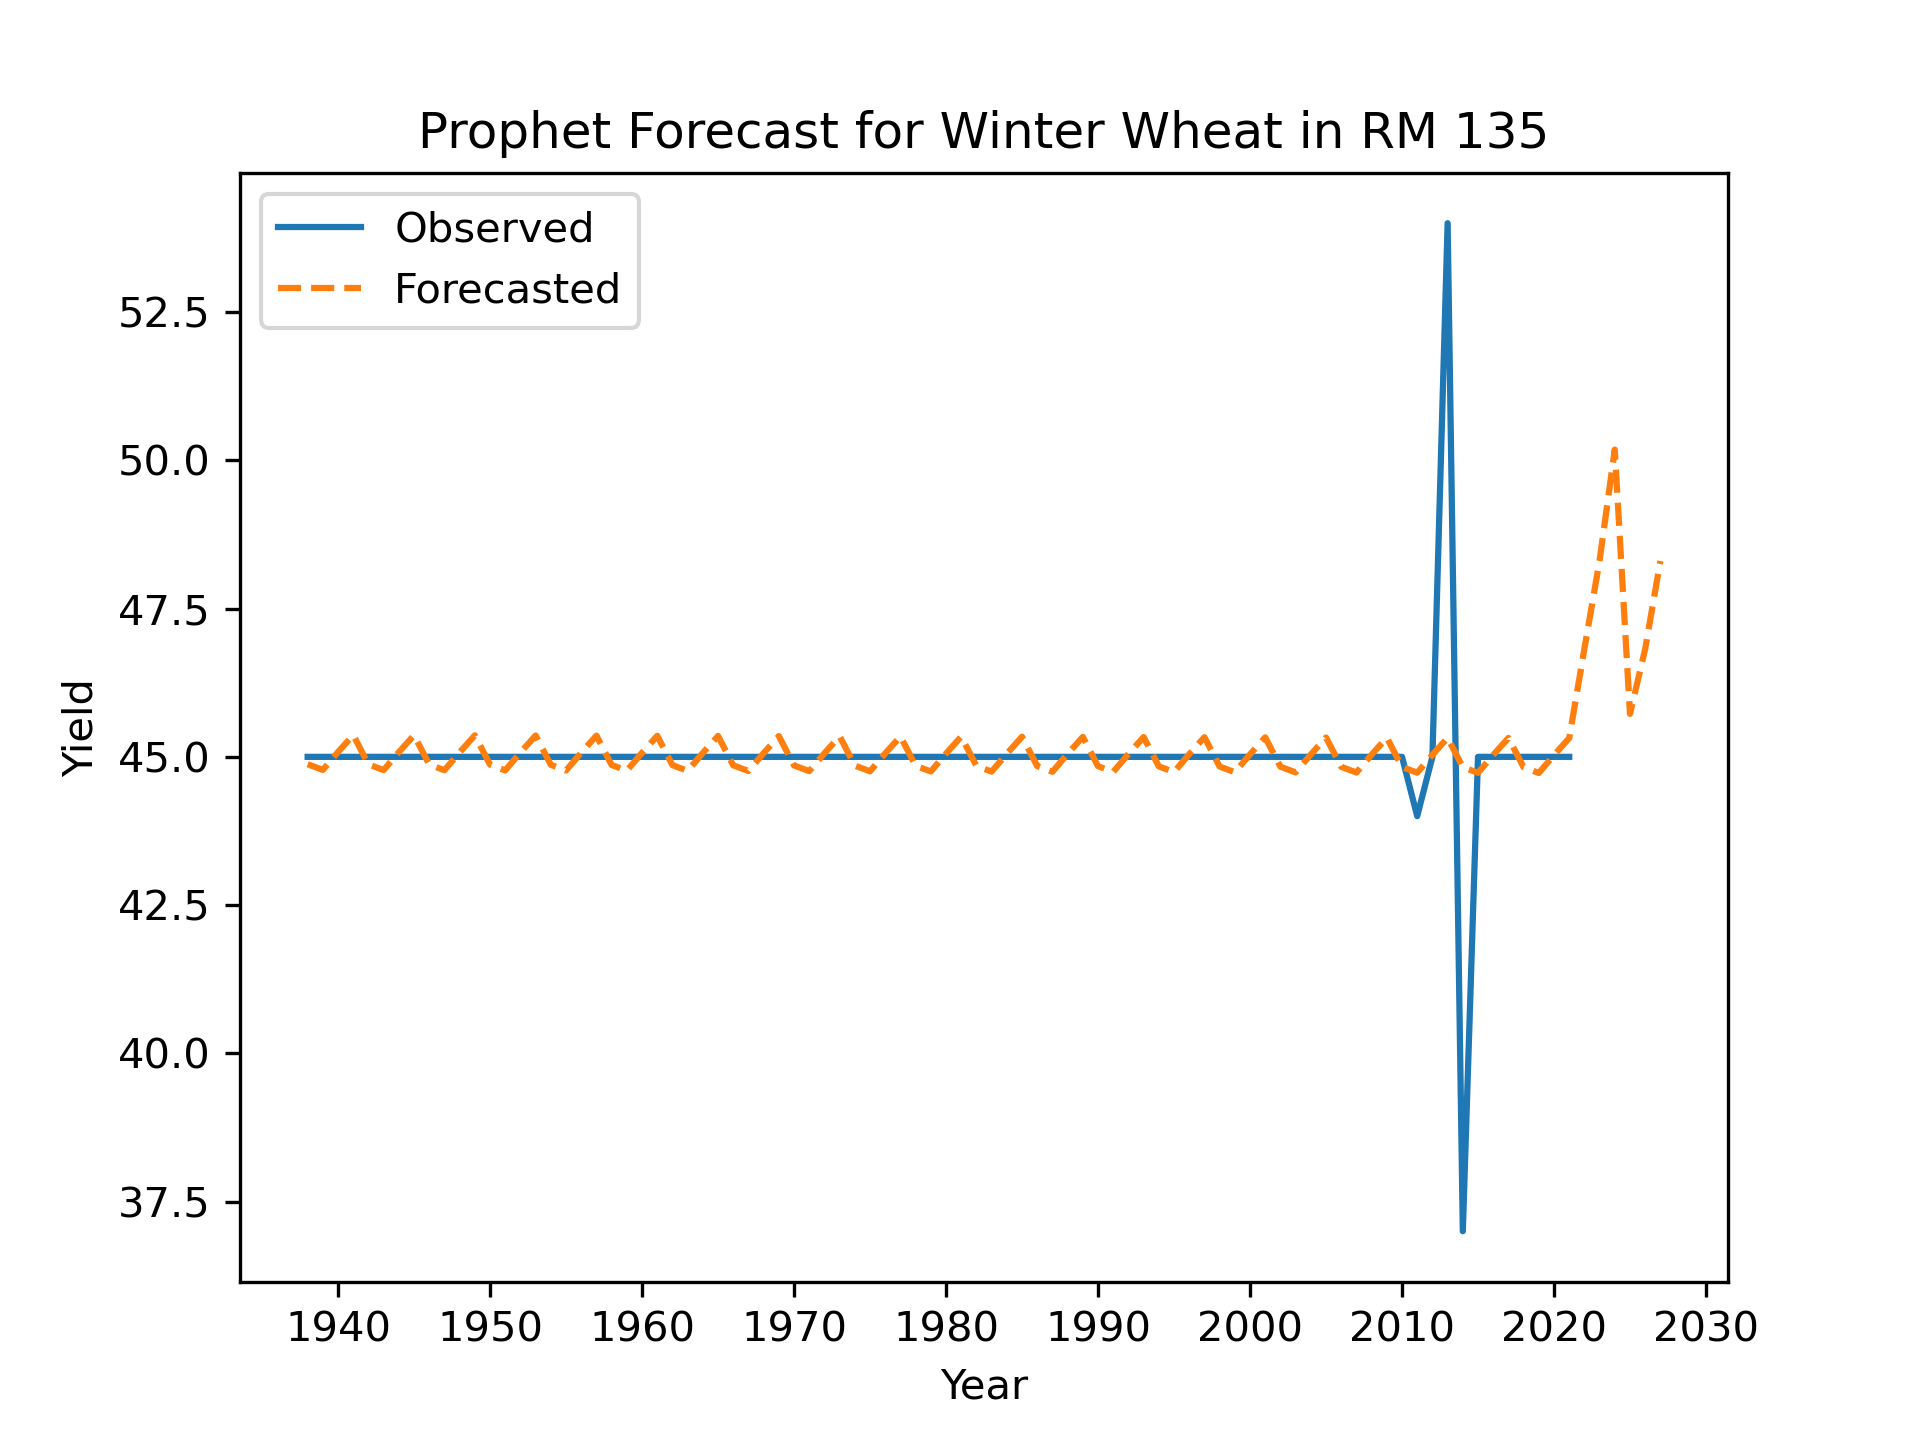 Prophet Forecast for Winter Wheat in RM 135
Observed
Forecasted
52.5
50.0
47.5
45.0
42.5
40.0
37.5
Yield
1940 1950 1960 1970 1980 1990 2000 2010 2020 2030
Year